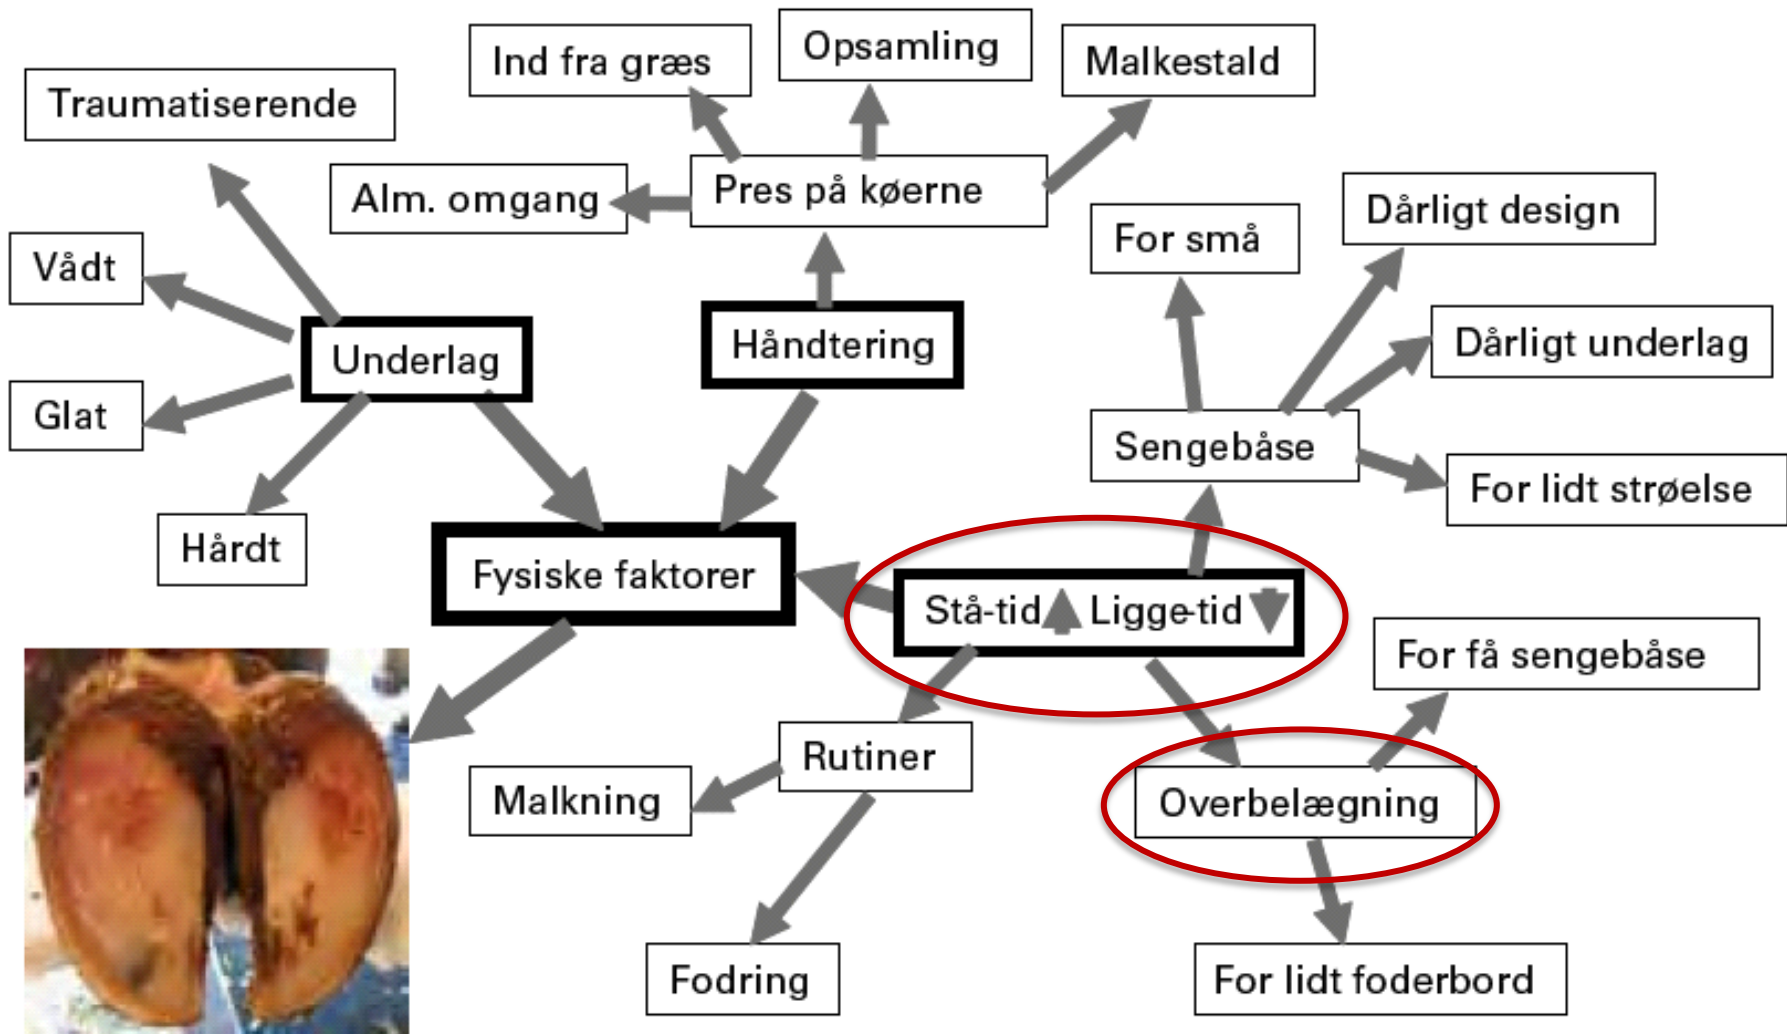 Ind fra græs
Opsamling
Malkestald
Traumatiserende
Alm. omgang
Pres på køerne
Dårligt design
For små
Vådt
Håndtering
Dårligt underlag
Underlag
Glat
Sengebåse
For lidt strøelse
Hårdt
Fysiske faktorer
Stå-tid Ligge-tid
For få sengebåse
Rutiner
Malkning
Overbelægning
Fodring
For lidt foderbord